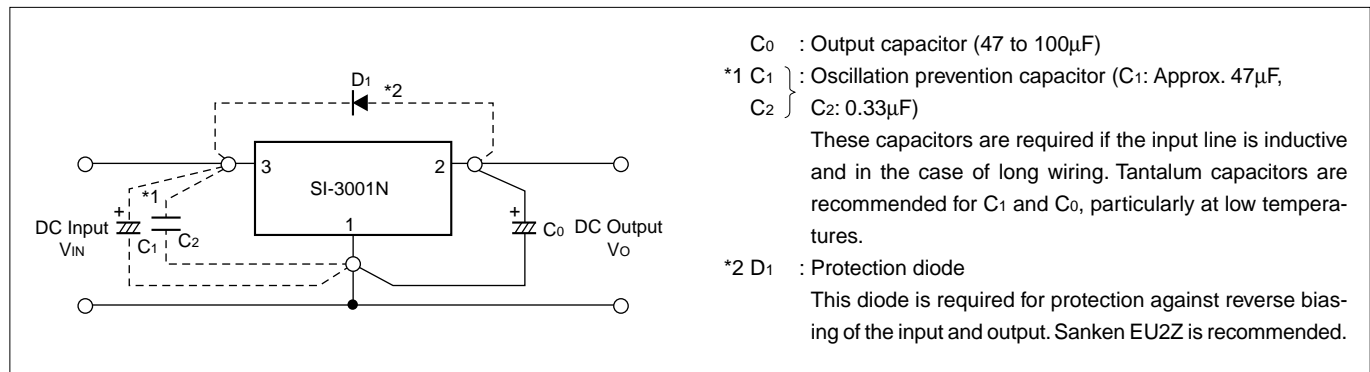 D1
*2
3
2
SI-3001N
1
*1
+
+
DC Input
VIN
C1
C2
C0
DC Output
VO
C0 : Output capacitor (47 to 100µF)
*1 C1 : Oscillation prevention capacitor (C1: Approx. 47µF,
C2 C2: 0.33µF)
These capacitors are required if the input line is inductive
and in the case of long wiring. Tantalum capacitors are
recommended for C1 and C0, particularly at low tempera-
tures.
*2 D1 : Protection diode
This diode is required for protection against reverse bias-
ing of the input and output. Sanken EU2Z is recommended.